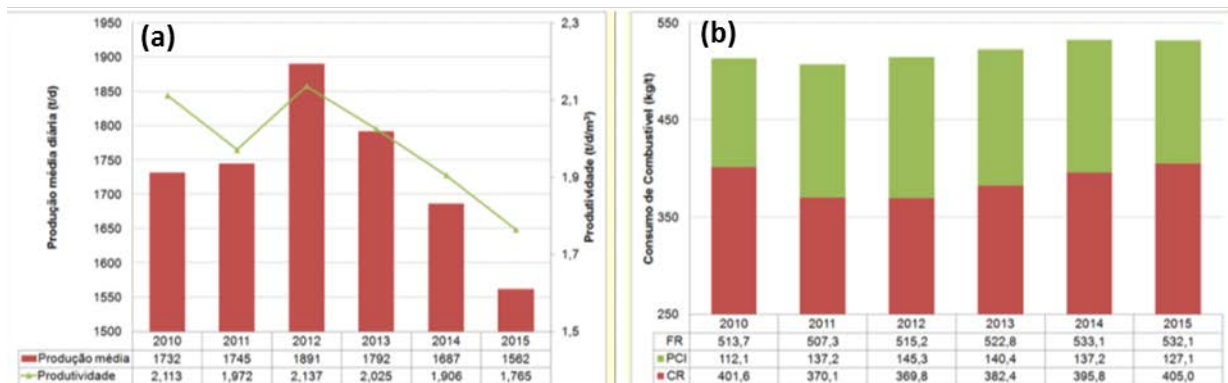 (a)
Produção média diária (t/d)
1950
1900
1850
1800
1750
1700
1650
1600
1550
1500
2,3
2,1
1,9
1,7
1,5
Produtividade (t/d/m³)
2010 2011 2012 2013 2014 2015
Produção média 1732 1745 1891 1792 1687 1562
Produtividade 2,113 1,972 2,137 2,025 1,906 1,765
(b)
Consumo de Combustível (kg/t)
550
450
350
250
2010 2011 2012 2013 2014 2015
FR 513,7 507,3 515,2 522,8 533,1 532,1
PCI 112,1 137,2 145,3 140,4 137,2 127,1
CR 401,6 370,1 369,8 382,4 395,8 405,0